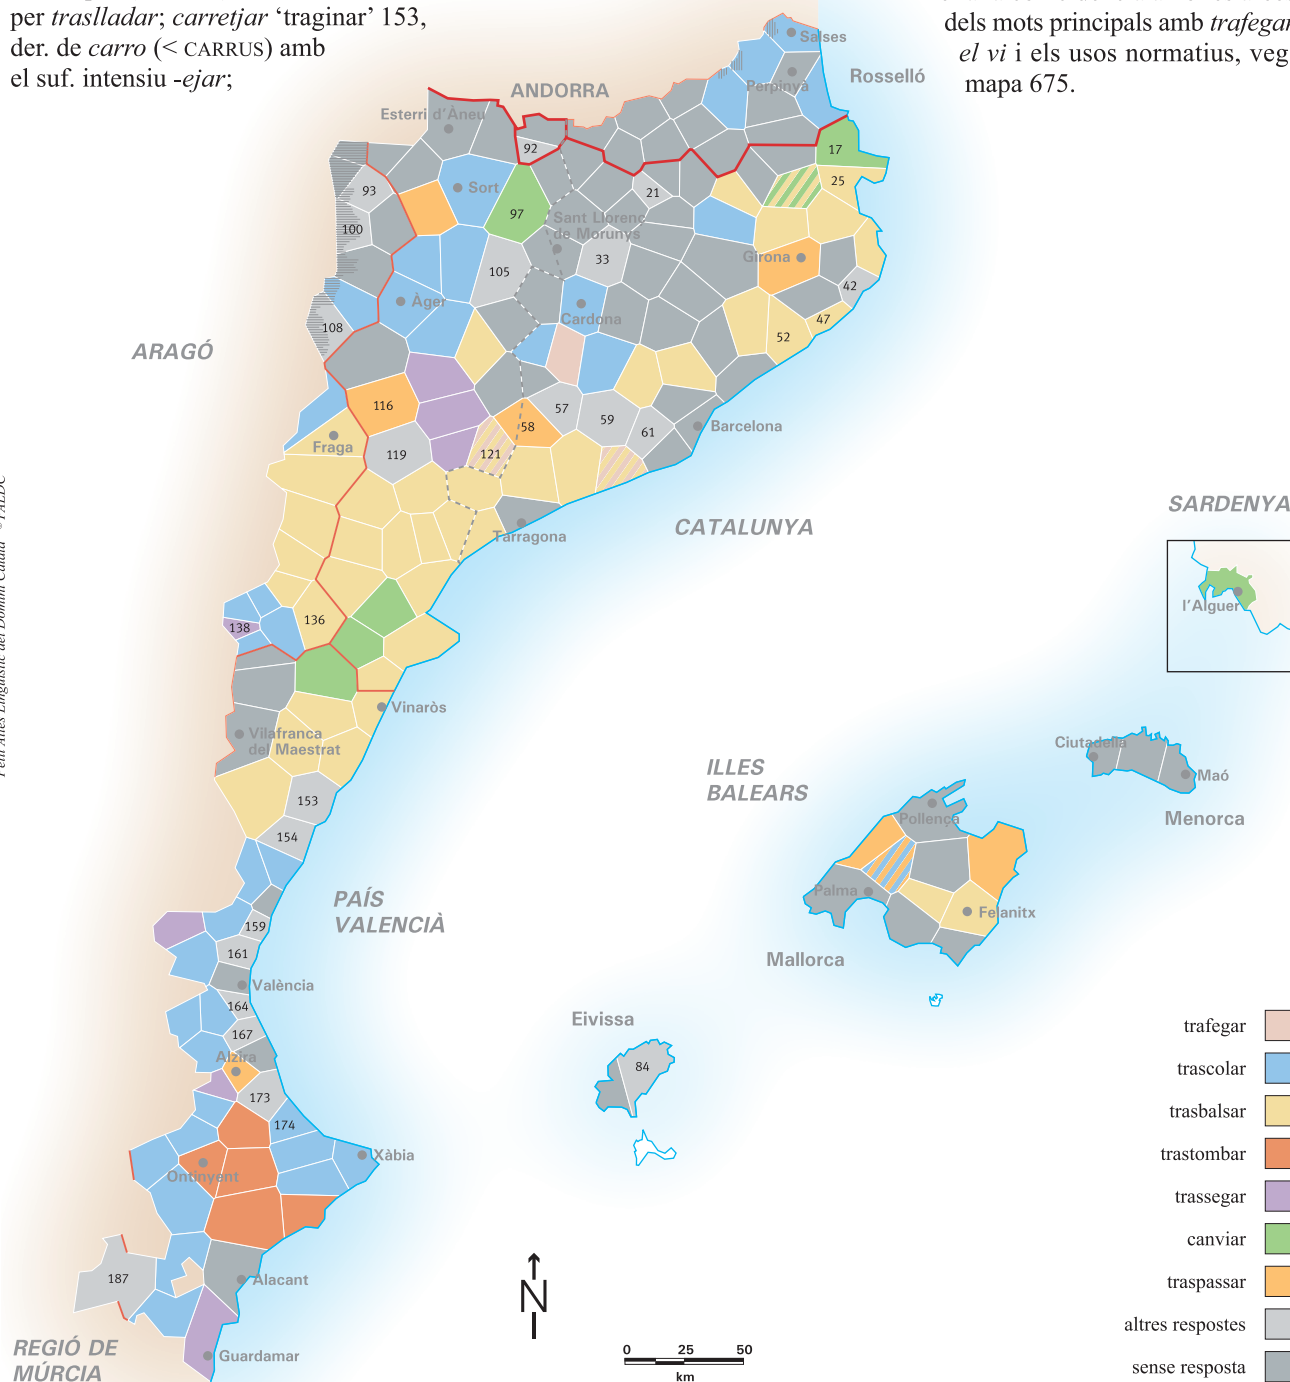 per traslladar; carretjar ‘traginar’ 153,
der. de carro (< CARRUS) amb
el suf. intensiu -ejar;
dels mots principals amb trafegar
el vi i els usos normatius, veg
mapa 675.
Salses
Rosselló
Perpinyà
ANDORRA
Esterri d’Àneu
92
17
93
Sort
21
25
97
100
Sant Llorenç
de Morunys
33
Girona
105
42
Àger
Cardona
108
47
52
ARAGÓ
116
57
58
59
61
Barcelona
Fraga
119
121
Tarragona
CATALUNYA
SARDENYA
l’Alguer
136
138
Vinaròs
Vilafranca
del Maestrat
Ciutadella
Maó
Menorca
ILLES
BALEARS
153
154
Pollença
PAÍS
VALENCIÀ
Palma
Felanitx
159
161
Mallorca
València
164
Eivissa
167
Alzira
84
173
174
Xàbia
Ontinyent
187
Alacant
N
REGIÓ DE
MÚRCIA
Guardamar
0 25 50
km
trafegar
trascolar
trasbalsar
trastombar
trassegar
canviar
traspassar
altres respostes
sense resposta